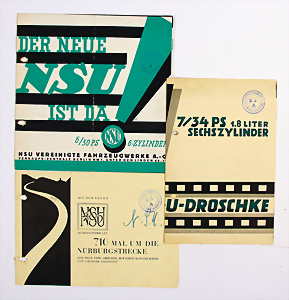 DER NEUE
NSU
IST DA
6/30 PS NSU 6-ZYLINDER
NSU VEREINIGTE FAHRZEUGWERKE A.-G.
NSU
710 MAL UM DIE
NÜRBURGSTRECKE
7/34 PS 1.8 LITER
SECHSZYLINDER
U-DROSCHKE